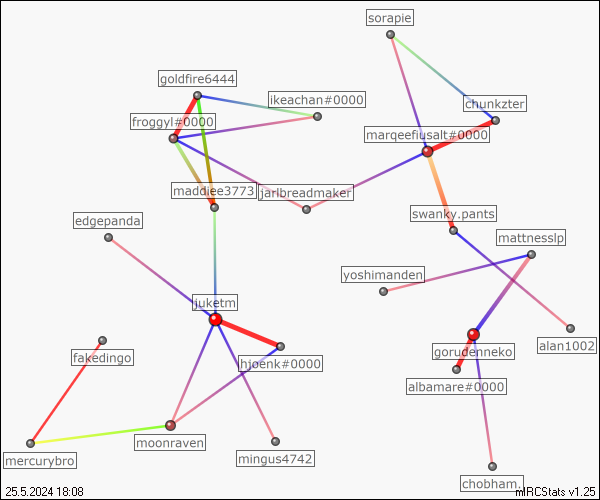 sorapie
goldfire6444
ikeachan#0000
chunkzter
froggyl#0000
marqeefiusalt#0000
maddiee3773
jarlbreadmaker
edgepanda
swanky.pants
mattnesslp
yoshimanden
juketm
fakedingo
hjoenk#0000
gorudenneko
alan1002
albamare#0000
moonraven
mercurybro
mingus4742
chobham.
25.5.2024 18:08
mIRCStats v1.25